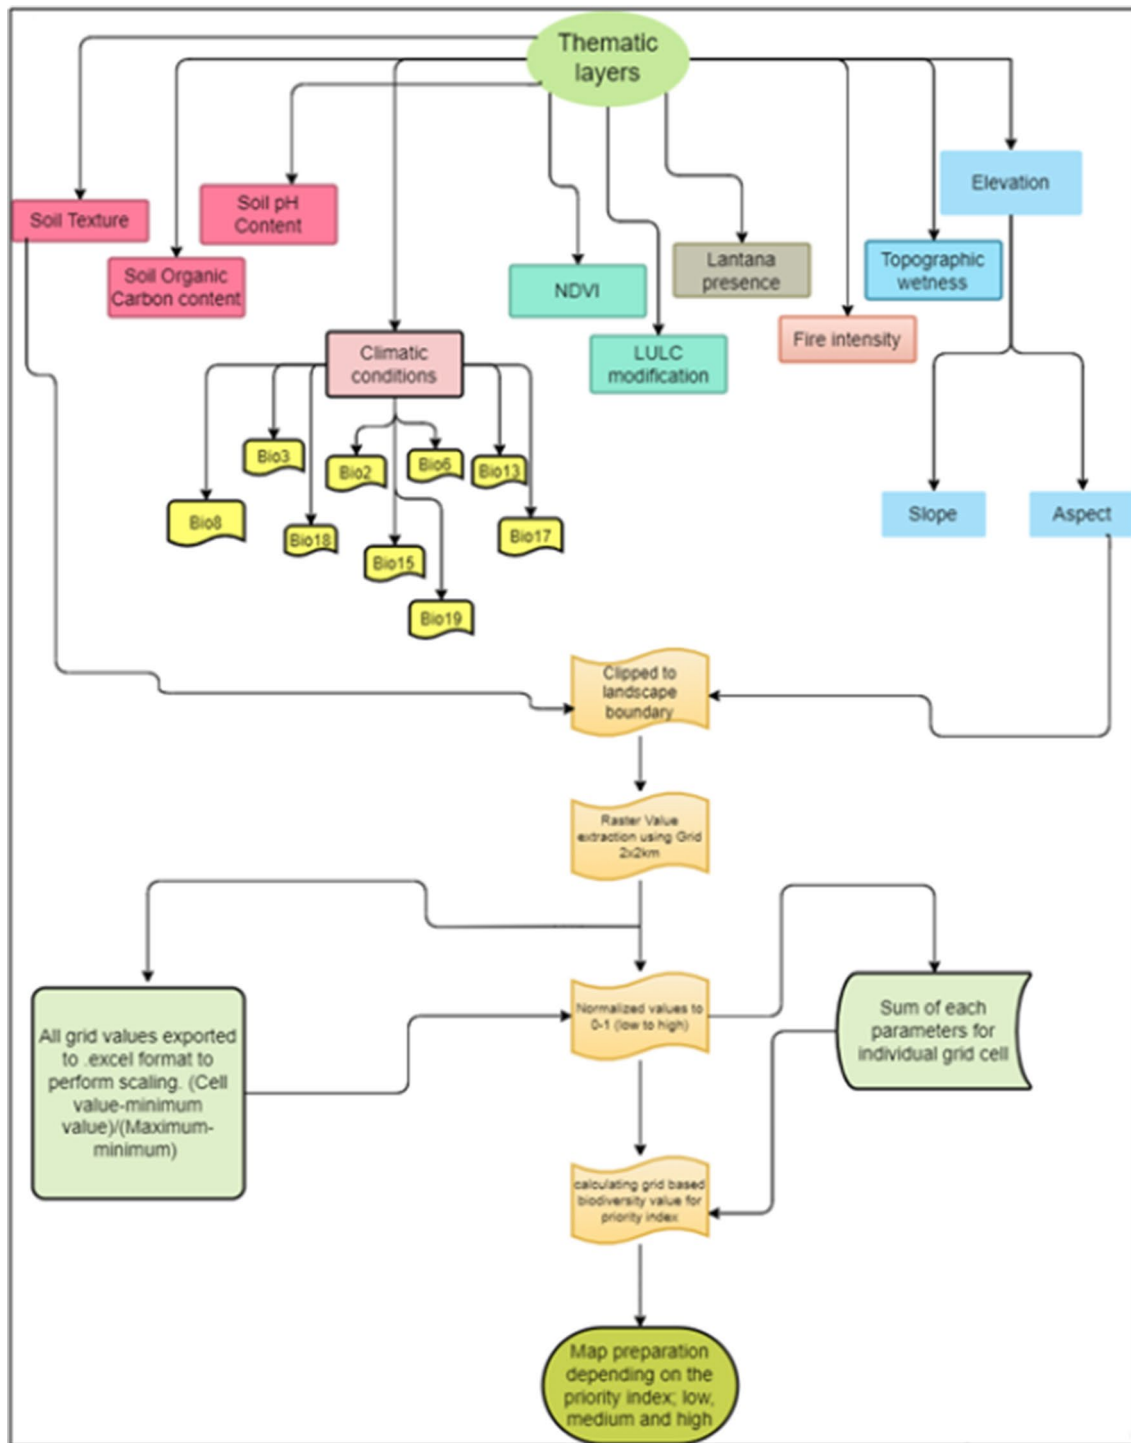 Thematic
layers
Soil Texture
Soil pH
Content
Soil Organic
Carbon content
Elevation
Lantana
presence
Topographic
wetness
NDVI
Fire intensity
LULC
modification
Climatic
conditions
Bio3
Bio2
Bio6
Bio13
Bio8
Bio18
Bio15
Bio17
Bio19
Slope
Aspect
Clipped to
landscape
boundary
Raster Value
extraction using Grid
2x2km
All grid values exported
to .excel format to
perform scaling. (Cell
value-minimum
value)/(Maximum-
minimum)
Normalized values to
0-1 (low to high)
Sum of each
parameters for
individual grid cell
calculating grid based
biodiversity value for
priority index
Map preparation
depending on the
priority index; low,
medium and high